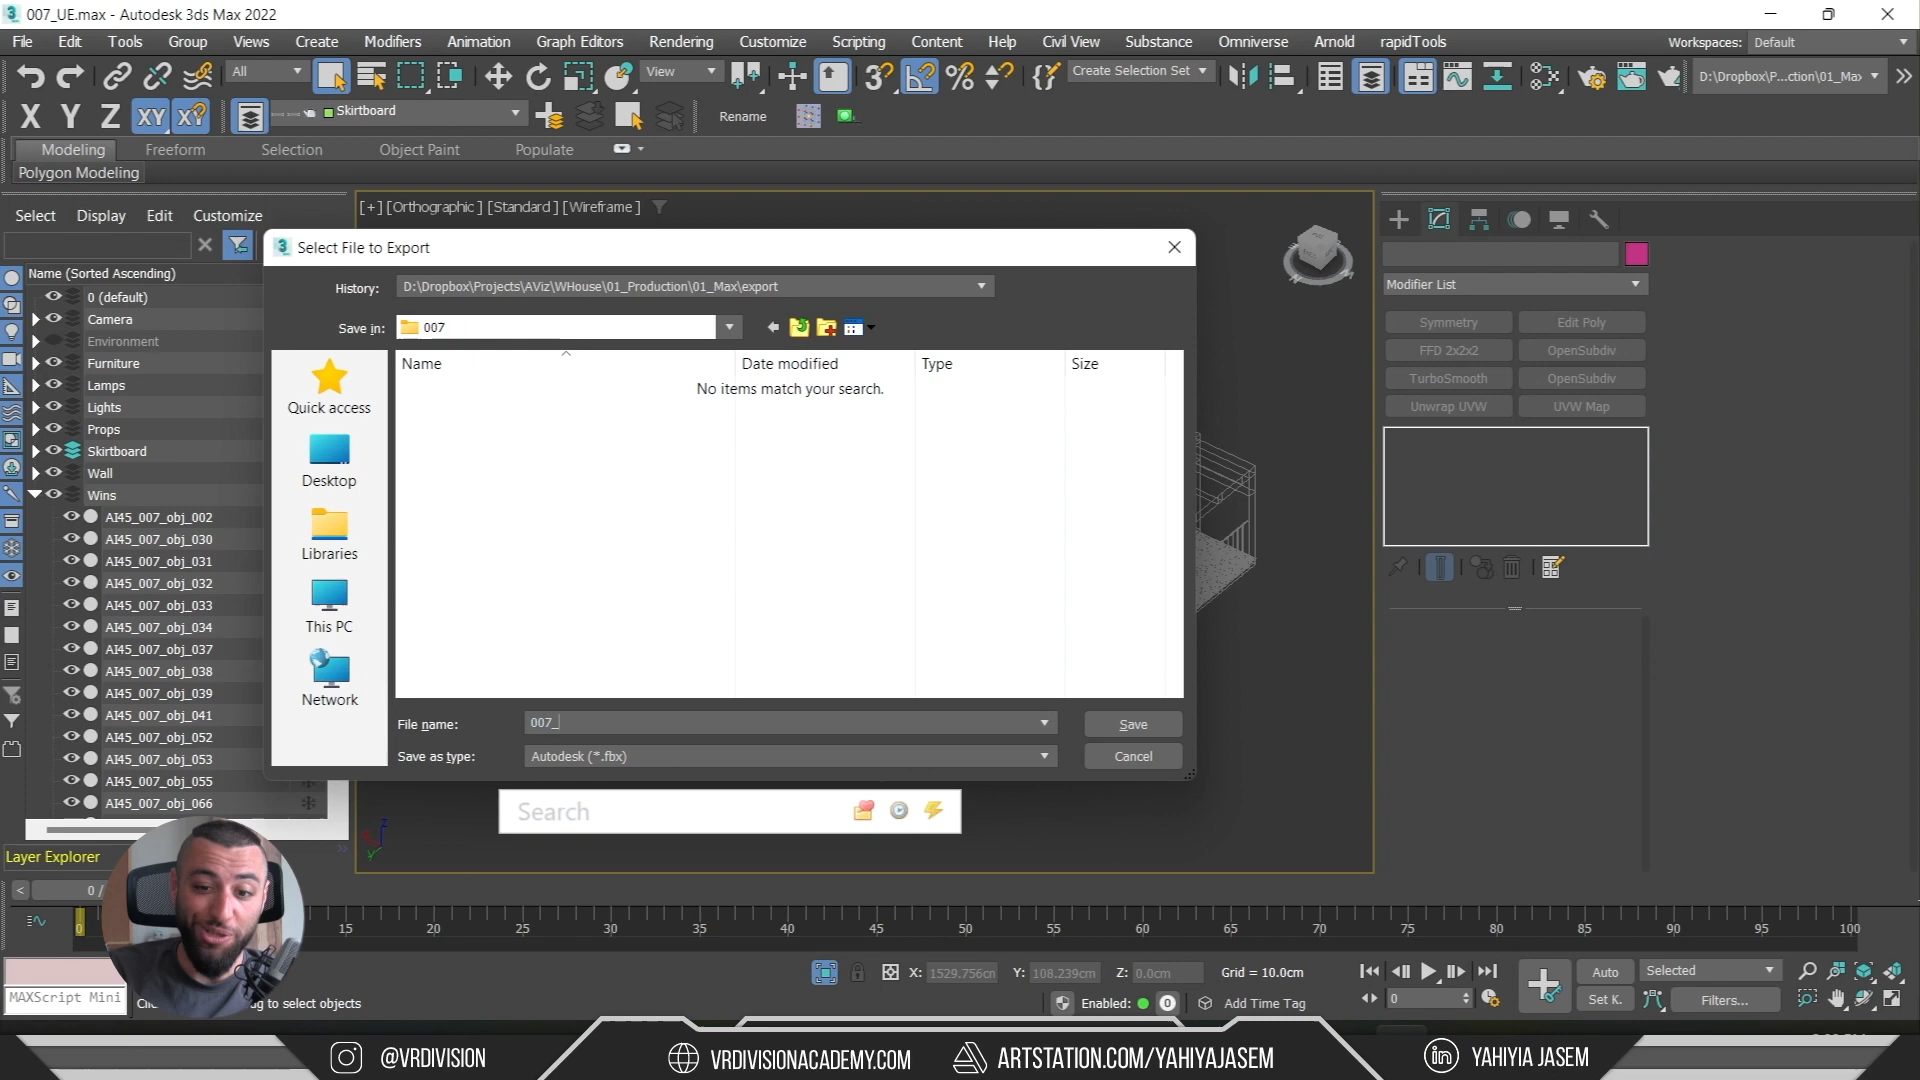 007_UE.max - Autodesk 3ds Max 2022
File Edit Tools Group Views Create Modifiers Animation Graph Editors Rendering Customize Scripting Content Help Civil View Substance Omniverse Arnold rapidTools Workspaces: Default
All View Create Selection Set D:\Dropbox\P...ction\01_Max
X Y Z XY XY Skirtboard Rename
Modeling Freeform Selection Object Paint Populate
Polygon Modeling
Select Display Edit Customize
[+] [Orthographic] [Standard] [Wireframe]
Name (Sorted Ascending)
0 (default)
Camera
Environment
Furniture
Lamps
Lights
Props
Skirtboard
Wall
Wins
AI45_007_obj_002
AI45_007_obj_030
AI45_007_obj_031
AI45_007_obj_032
AI45_007_obj_033
AI45_007_obj_034
AI45_007_obj_037
AI45_007_obj_038
AI45_007_obj_039
AI45_007_obj_041
AI45_007_obj_052
AI45_007_obj_053
AI45_007_obj_055
AI45_007_obj_066
Select File to Export
History: D:\Dropbox\Projects\AViz\WHouse\01_Production\01_Max\export
Save in: 007
Quick access
Desktop
Libraries
This PC
Network
Name Date modified Type Size
No items match your search.
File name: 007_ Save
Save as type: Autodesk (*.fbx) Cancel
Search
Modifier List
Symmetry Edit Poly
FFD 2x2x2 OpenSubdiv
TurboSmooth OpenSubdiv
Unwrap UVW UVW Map
Layer Explorer
0 /
0 15 20 25 30 35 40 45 50 55 60 65 70 75 80 85 90 95 100
X: 1529.756cm Y: 108.239cm Z: 0.0cm Grid = 10.0cm
Auto Selected
MAXScript Mini
to select objects
Enabled: 0 Add Time Tag
0 Set K. Filters...
@VRDIVISION
VRDIVISIONACADEMY.COM
ARTSTATION.COM/YAHIYAJASEM
in YAHIYIA JASEM